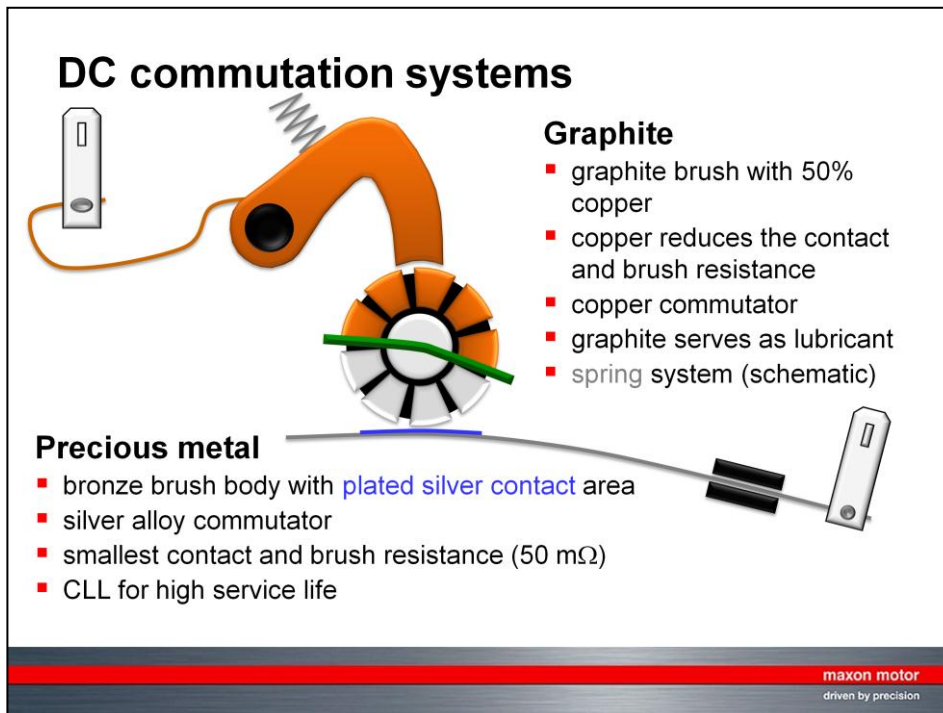 DC commutation systems
Graphite
▪ graphite brush with 50%
copper
▪ copper reduces the contact
and brush resistance
▪ copper commutator
▪ graphite serves as lubricant
▪ spring system (schematic)
Precious metal
▪ bronze brush body with plated silver contact area
▪ silver alloy commutator
▪ smallest contact and brush resistance (50 mΩ)
▪ CLL for high service life
maxon motor
driven by precision